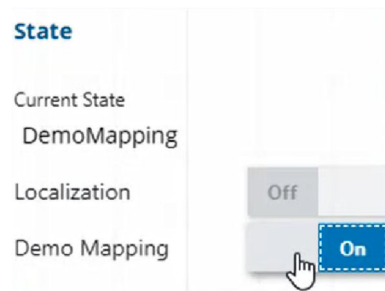 State
Current State
DemoMapping
Localization Off
Demo Mapping On